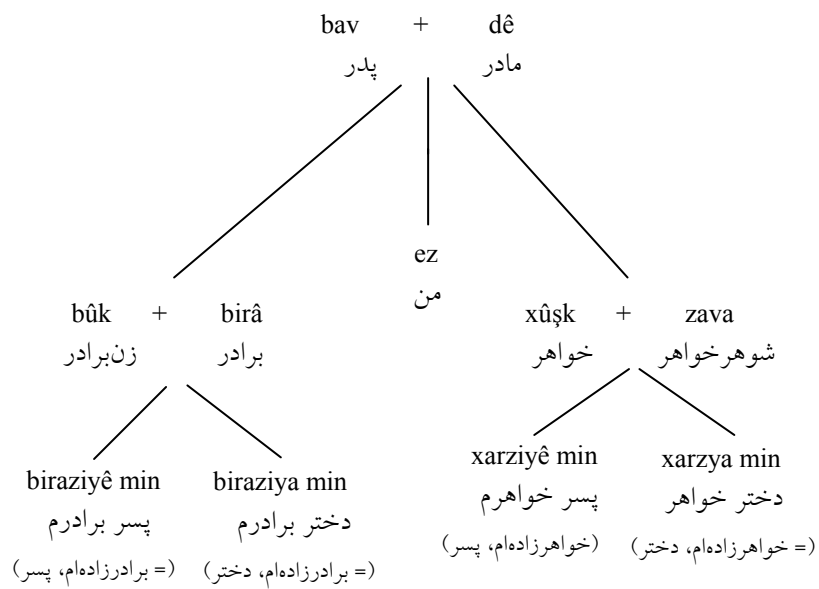 bav + dê
پدر مادر
ez
من
bûk + birâ
زن‌برادر برادر
xûşk + zava
خواهر شوهرخواهر
biraziyê min
پسر برادرم
(= برادرزاده‌ام، پسر)
biraziya min
دختر برادرم
(= برادرزاده‌ام، دختر)
xarziyê min
پسر خواهرم
(خواهرزاده‌ام، پسر)
xarzya min
دختر خواهر
(= خواهرزاده‌ام، دختر)